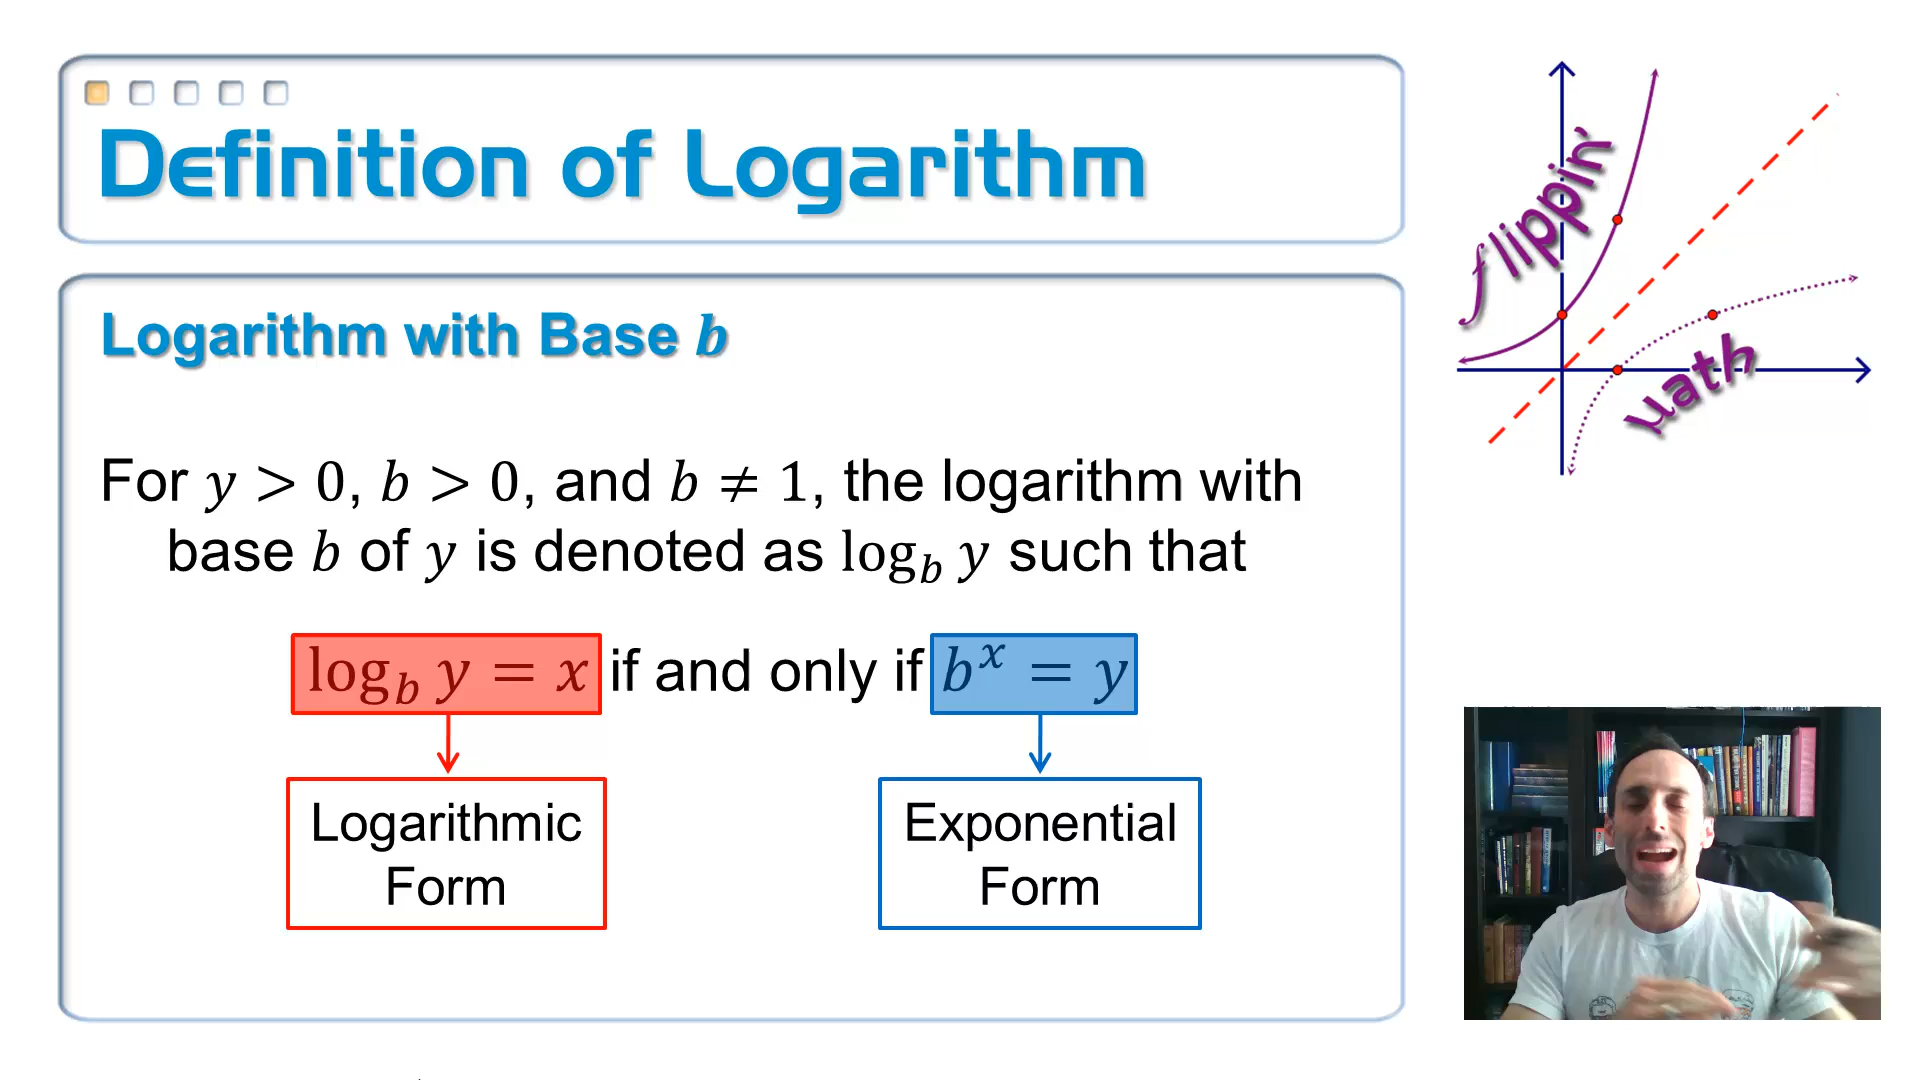 Definition of Logarithm
Logarithm with Base b
For y > 0, b > 0, and b ≠ 1, the logarithm with
base b of y is denoted as log_b y such that
log_b y = x if and only if b^x = y
Logarithmic
Form
Exponential
Form
flippin'
math